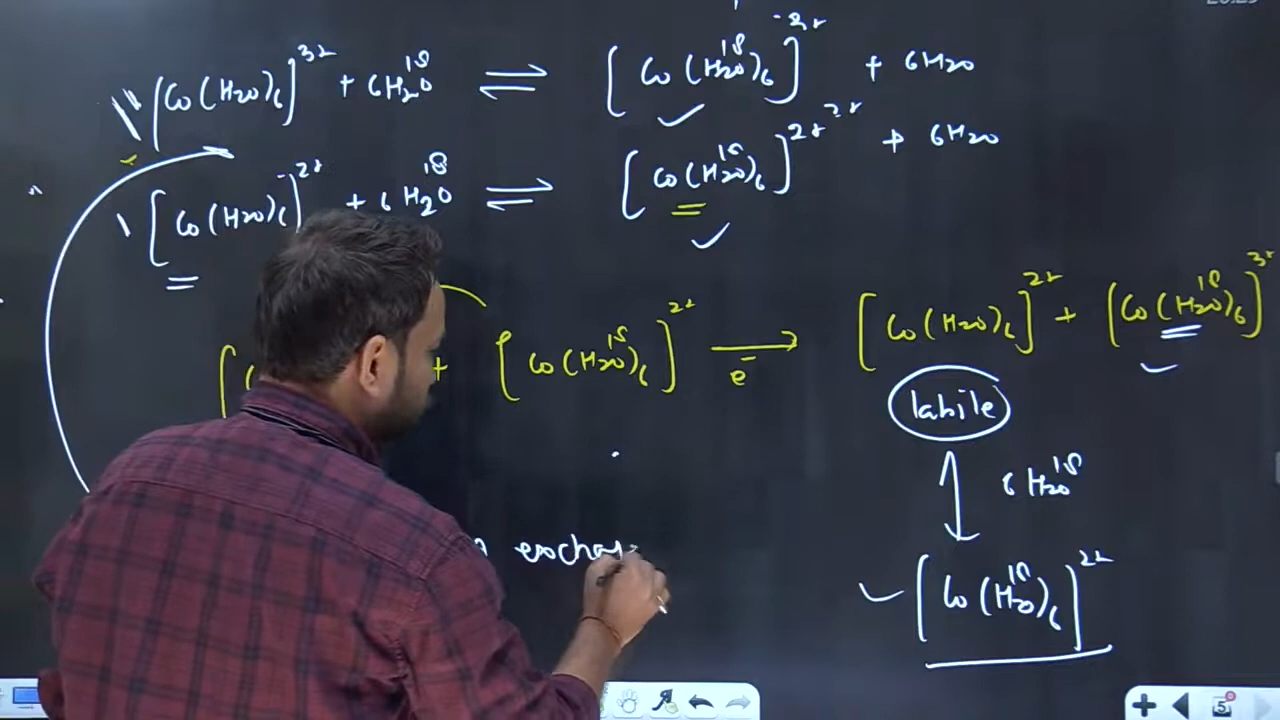 [Co(H2O)6]3+ + 6H2O18 ⇌ [Co(H2O18)6]3+ + 6H2O
[Co(H2O)6]2+ + 6H2O18 ⇌ [Co(H2O18)6]2+ 2+ + 6H2O
+ [Co(H2O18)6]2+ → e- [Co(H2O)6]2+ + [Co(H2O18)6]3+
labile
6H2O18
[Co(H2O18)6]2+
5